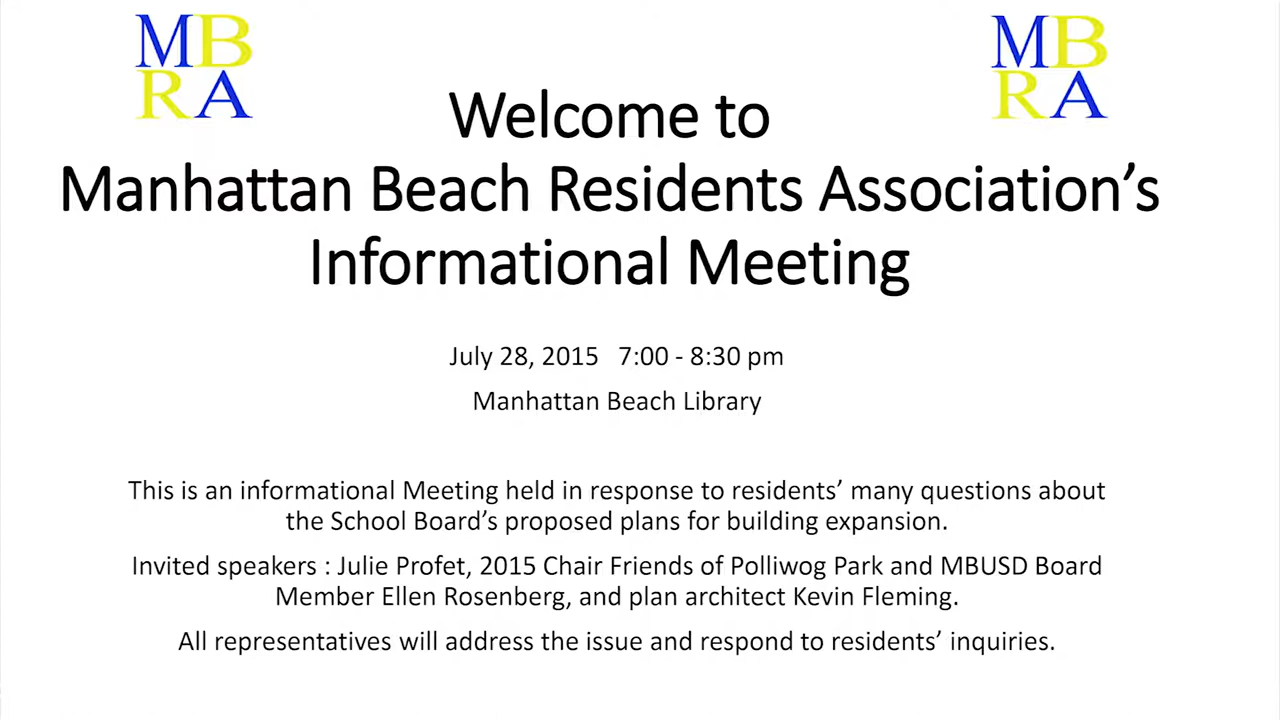 MB
RA
MB
RA
Welcome to
Manhattan Beach Residents Association’s
Informational Meeting
July 28, 2015 7:00 - 8:30 pm
Manhattan Beach Library
This is an informational Meeting held in response to residents’ many questions about
the School Board’s proposed plans for building expansion.
Invited speakers : Julie Profet, 2015 Chair Friends of Polliwog Park and MBUSD Board
Member Ellen Rosenberg, and plan architect Kevin Fleming.
All representatives will address the issue and respond to residents’ inquiries.